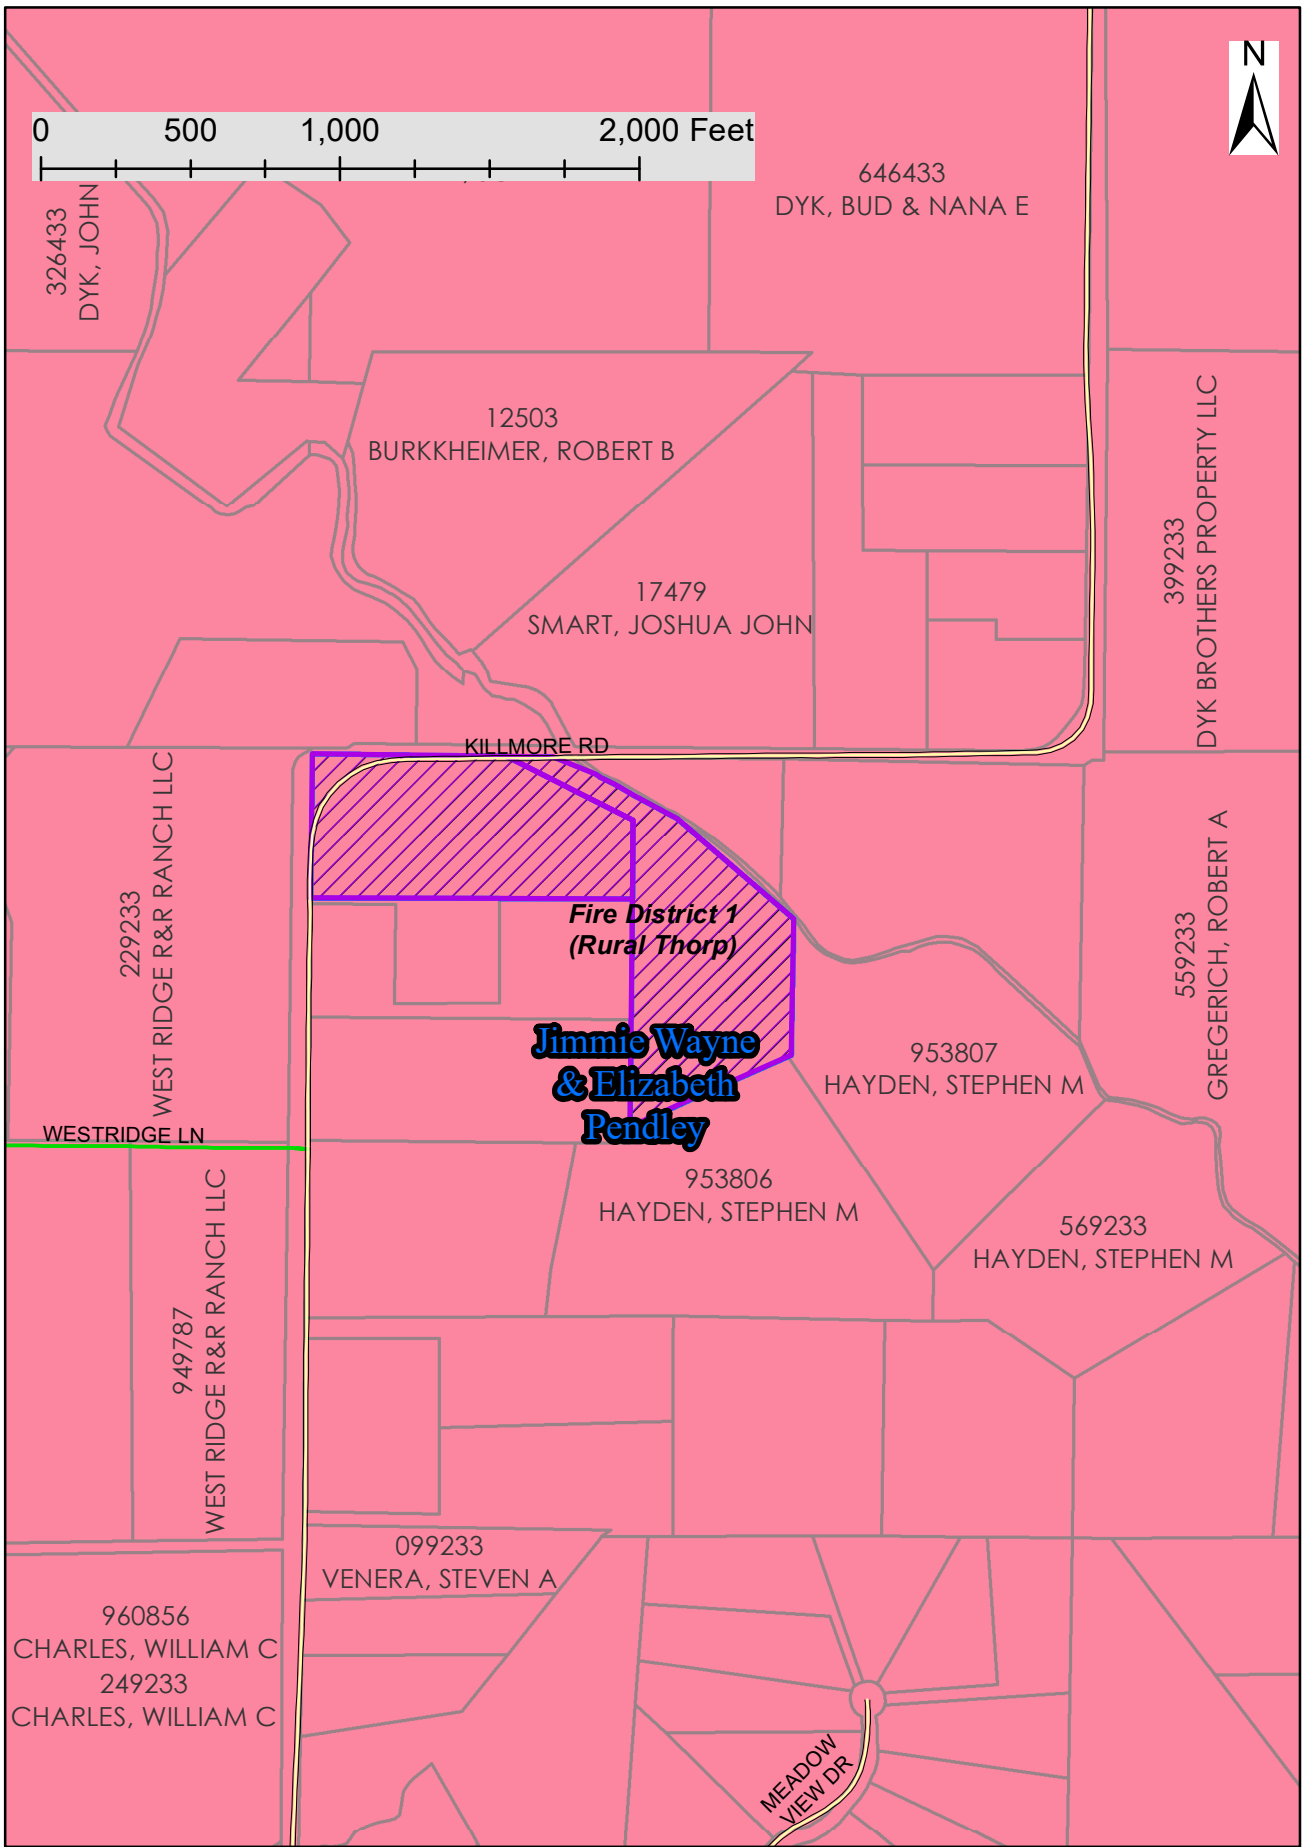 N
0 500 1,000 2,000 Feet
646433
DYK, BUD & NANA E
326433
DYK, JOHN
12503
BURKKHEIMER, ROBERT B
399233
DYK BROTHERS PROPERTY LLC
17479
SMART, JOSHUA JOHN
KILLMORE RD
229233
WEST RIDGE R&R RANCH LLC
Fire District 1
(Rural Thorp)
559233
GREGERICH, ROBERT A
Jimmie Wayne
& Elizabeth
Pendley
953807
HAYDEN, STEPHEN M
WESTRIDGE LN
953806
HAYDEN, STEPHEN M
569233
HAYDEN, STEPHEN M
949787
WEST RIDGE R&R RANCH LLC
099233
VENERA, STEVEN A
960856
CHARLES, WILLIAM C
249233
CHARLES, WILLIAM C
MEADOW
VIEW DR